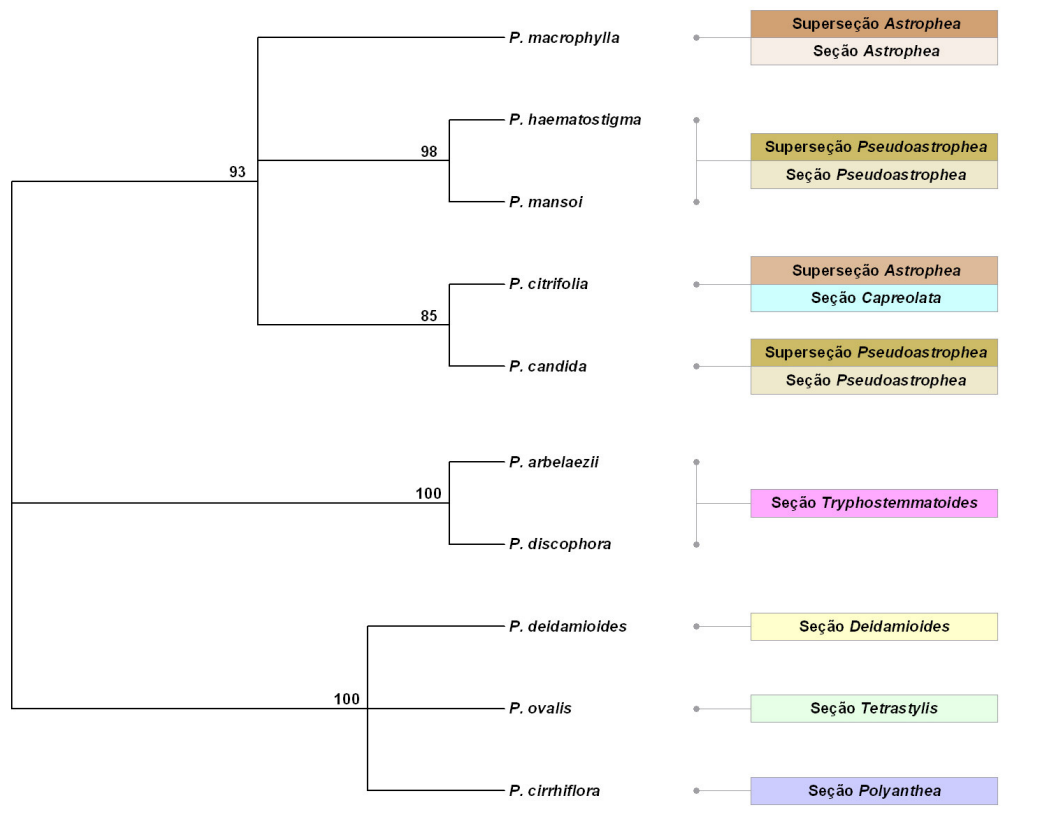 P. macrophylla
Superseção Astrophea
Seção Astrophea
P. haematostigma
98
Superseção Pseudoastrophea
93
Seção Pseudoastrophea
P. mansoi
P. citrifolia
Superseção Astrophea
Seção Capreolata
85
Superseção Pseudoastrophea
P. candida
Seção Pseudoastrophea
P. arbelaezii
100
Seção Tryphostemmatoides
P. discophora
P. deidamioides
Seção Deidamioides
100
P. ovalis
Seção Tetrastylis
P. cirrhiflora
Seção Polyanthea